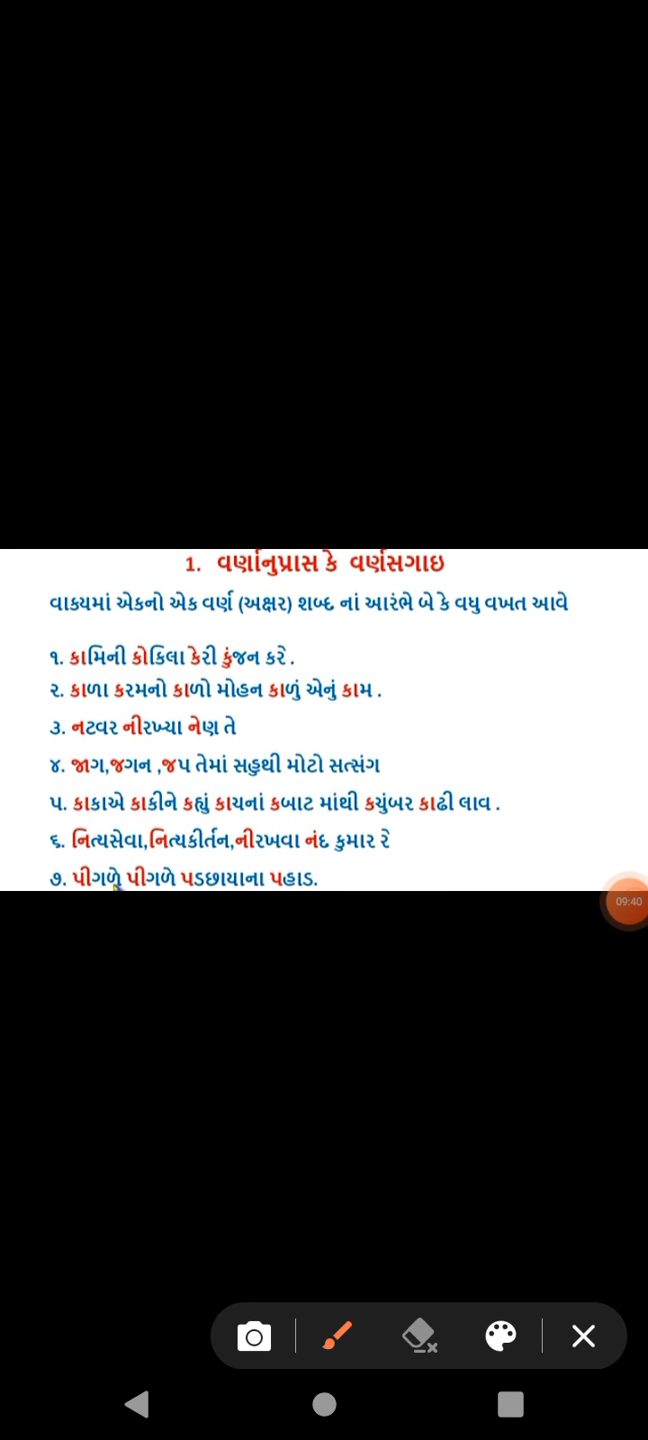 1. વર્ણાનુપ્રાસ કે વર્ણસગાઇ
વાક્યમાં એકનો એક વર્ણ (અક્ષર) શબ્દ નાં આરંભે બે કે વધુ વખત આવે
૧. કામિની કોકિલા કેરી કુંજન કરે .
૨. કાળા કરમનો કાળો મોહન કાળું એનું કામ .
૩. નટવર નીરખ્યા નેણ તે
૪. જાગ,જગન ,જપ તેમાં સહુથી મોટો સત્સંગ
૫. કાકાએ કાકીને કહ્યું કાચનાં કબાટ માંથી કચુંબર કાઢી લાવ .
૬. નિત્યસેવા,નિત્યકીર્તન,નીરખવા નંદ કુમાર રે
૭. પીગળે પીગળે પડછાયાના પહાડ.
09:40